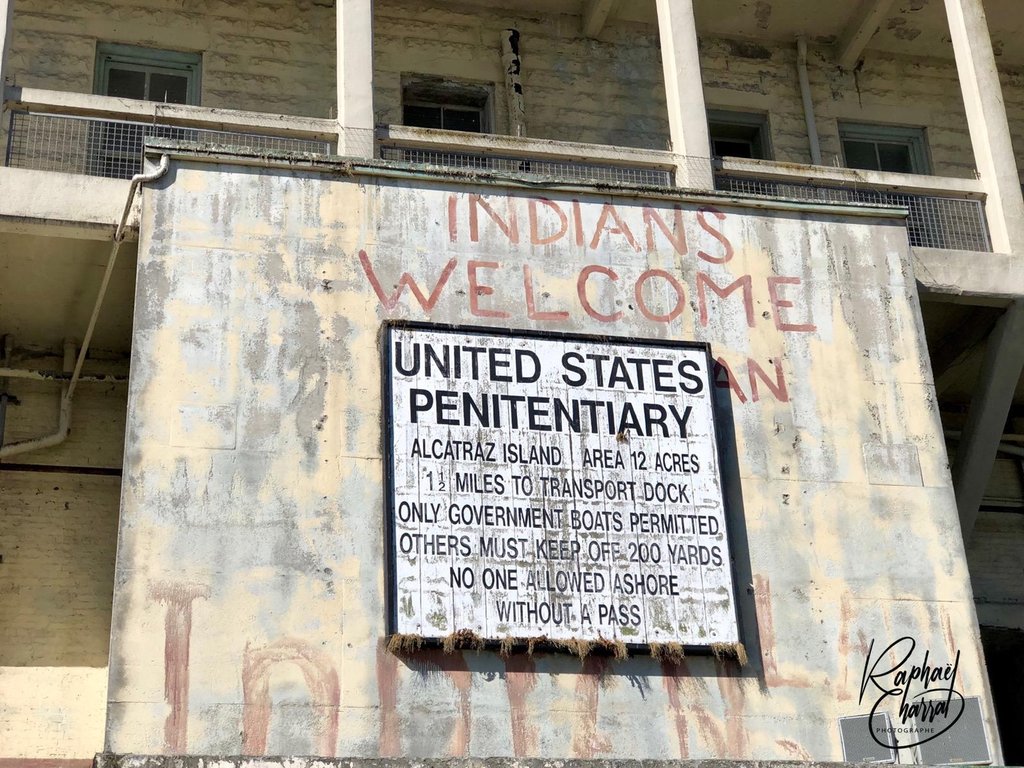 INDIANS
WELCOME
UNITED STATES
PENITENTIARY
ALCATRAZ ISLAND AREA 12 ACRES
1½ MILES TO TRANSPORT DOCK
ONLY GOVERNMENT BOATS PERMITTED
OTHERS MUST KEEP OFF 200 YARDS
NO ONE ALLOWED ASHORE
WITHOUT A PASS
Raphaël
Charrat
PHOTOGRAPHE